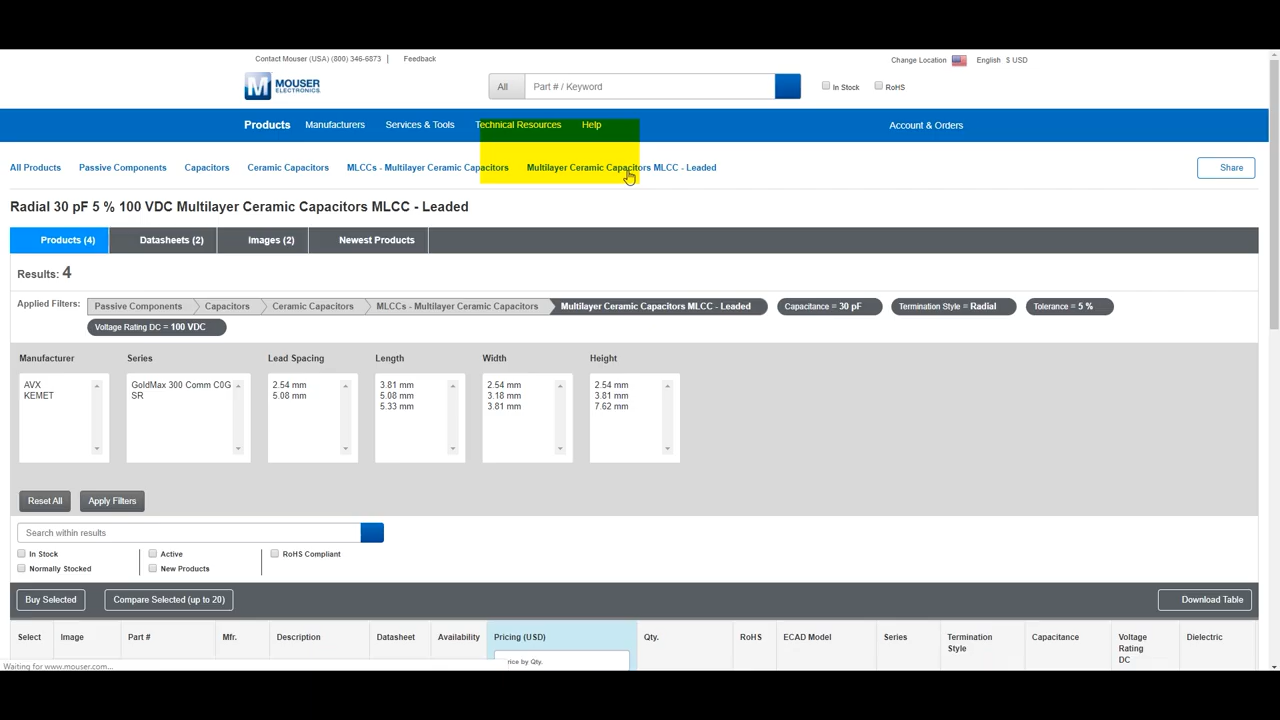 Contact Mouser (USA) (800) 346-6873 | Feedback
Change Location English $ USD
MOUSER
ELECTRONICS
All Part # / Keyword In Stock RoHS
Products Manufacturers Services & Tools Technical Resources Help Account & Orders
All Products Passive Components Capacitors Ceramic Capacitors MLCCs - Multilayer Ceramic Capacitors Multilayer Ceramic Capacitors MLCC - Leaded Share
Radial 30 pF 5 % 100 VDC Multilayer Ceramic Capacitors MLCC - Leaded
Products (4) Datasheets (2) Images (2) Newest Products
Results: 4
Applied Filters: Passive Components Capacitors Ceramic Capacitors MLCCs - Multilayer Ceramic Capacitors Multilayer Ceramic Capacitors MLCC - Leaded Capacitance = 30 pF Termination Style = Radial Tolerance = 5 %
Voltage Rating DC = 100 VDC
Manufacturer Series Lead Spacing Length Width Height
AVX GoldMax 300 Comm C0G 2.54 mm 3.81 mm 2.54 mm 2.54 mm
KEMET SR 5.08 mm 5.08 mm 3.18 mm 3.81 mm
5.33 mm 3.81 mm 7.62 mm
Reset All Apply Filters
Search within results
In Stock Active RoHS Compliant
Normally Stocked New Products
Buy Selected Compare Selected (up to 20) Download Table
Select Image Part # Mfr. Description Datasheet Availability Pricing (USD) Qty. RoHS ECAD Model Series Termination Style Capacitance Voltage Rating DC Dielectric
rice by Qty.
Waiting for www.mouser.com...